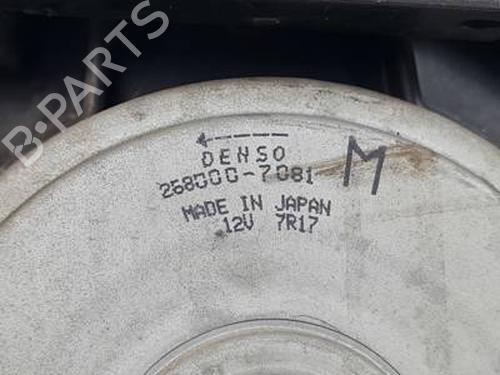 B-PARTS
DENSO
268000-7081
M
MADE IN JAPAN
12V 7R17